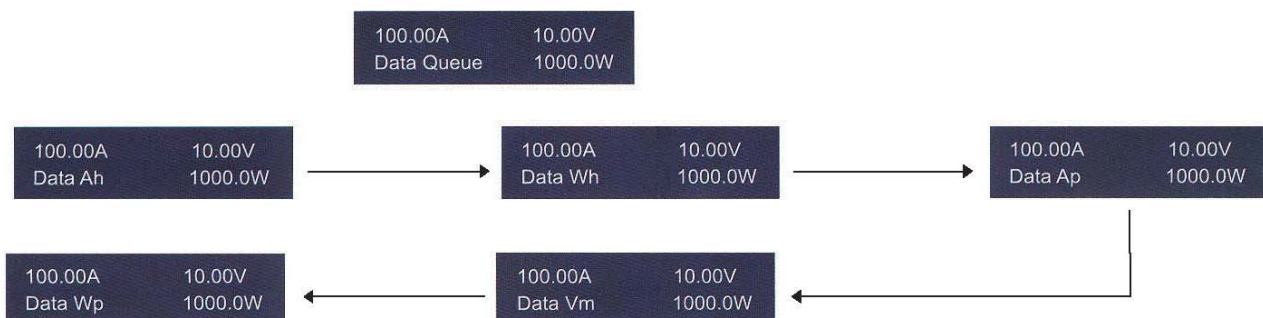 100.00A 10.00V
Data Queue 1000.0W
100.00A 10.00V
Data Ah 1000.0W
100.00A 10.00V
Data Wh 1000.0W
100.00A 10.00V
Data Ap 1000.0W
100.00A 10.00V
Data Vm 1000.0W
100.00A 10.00V
Data Wp 1000.0W